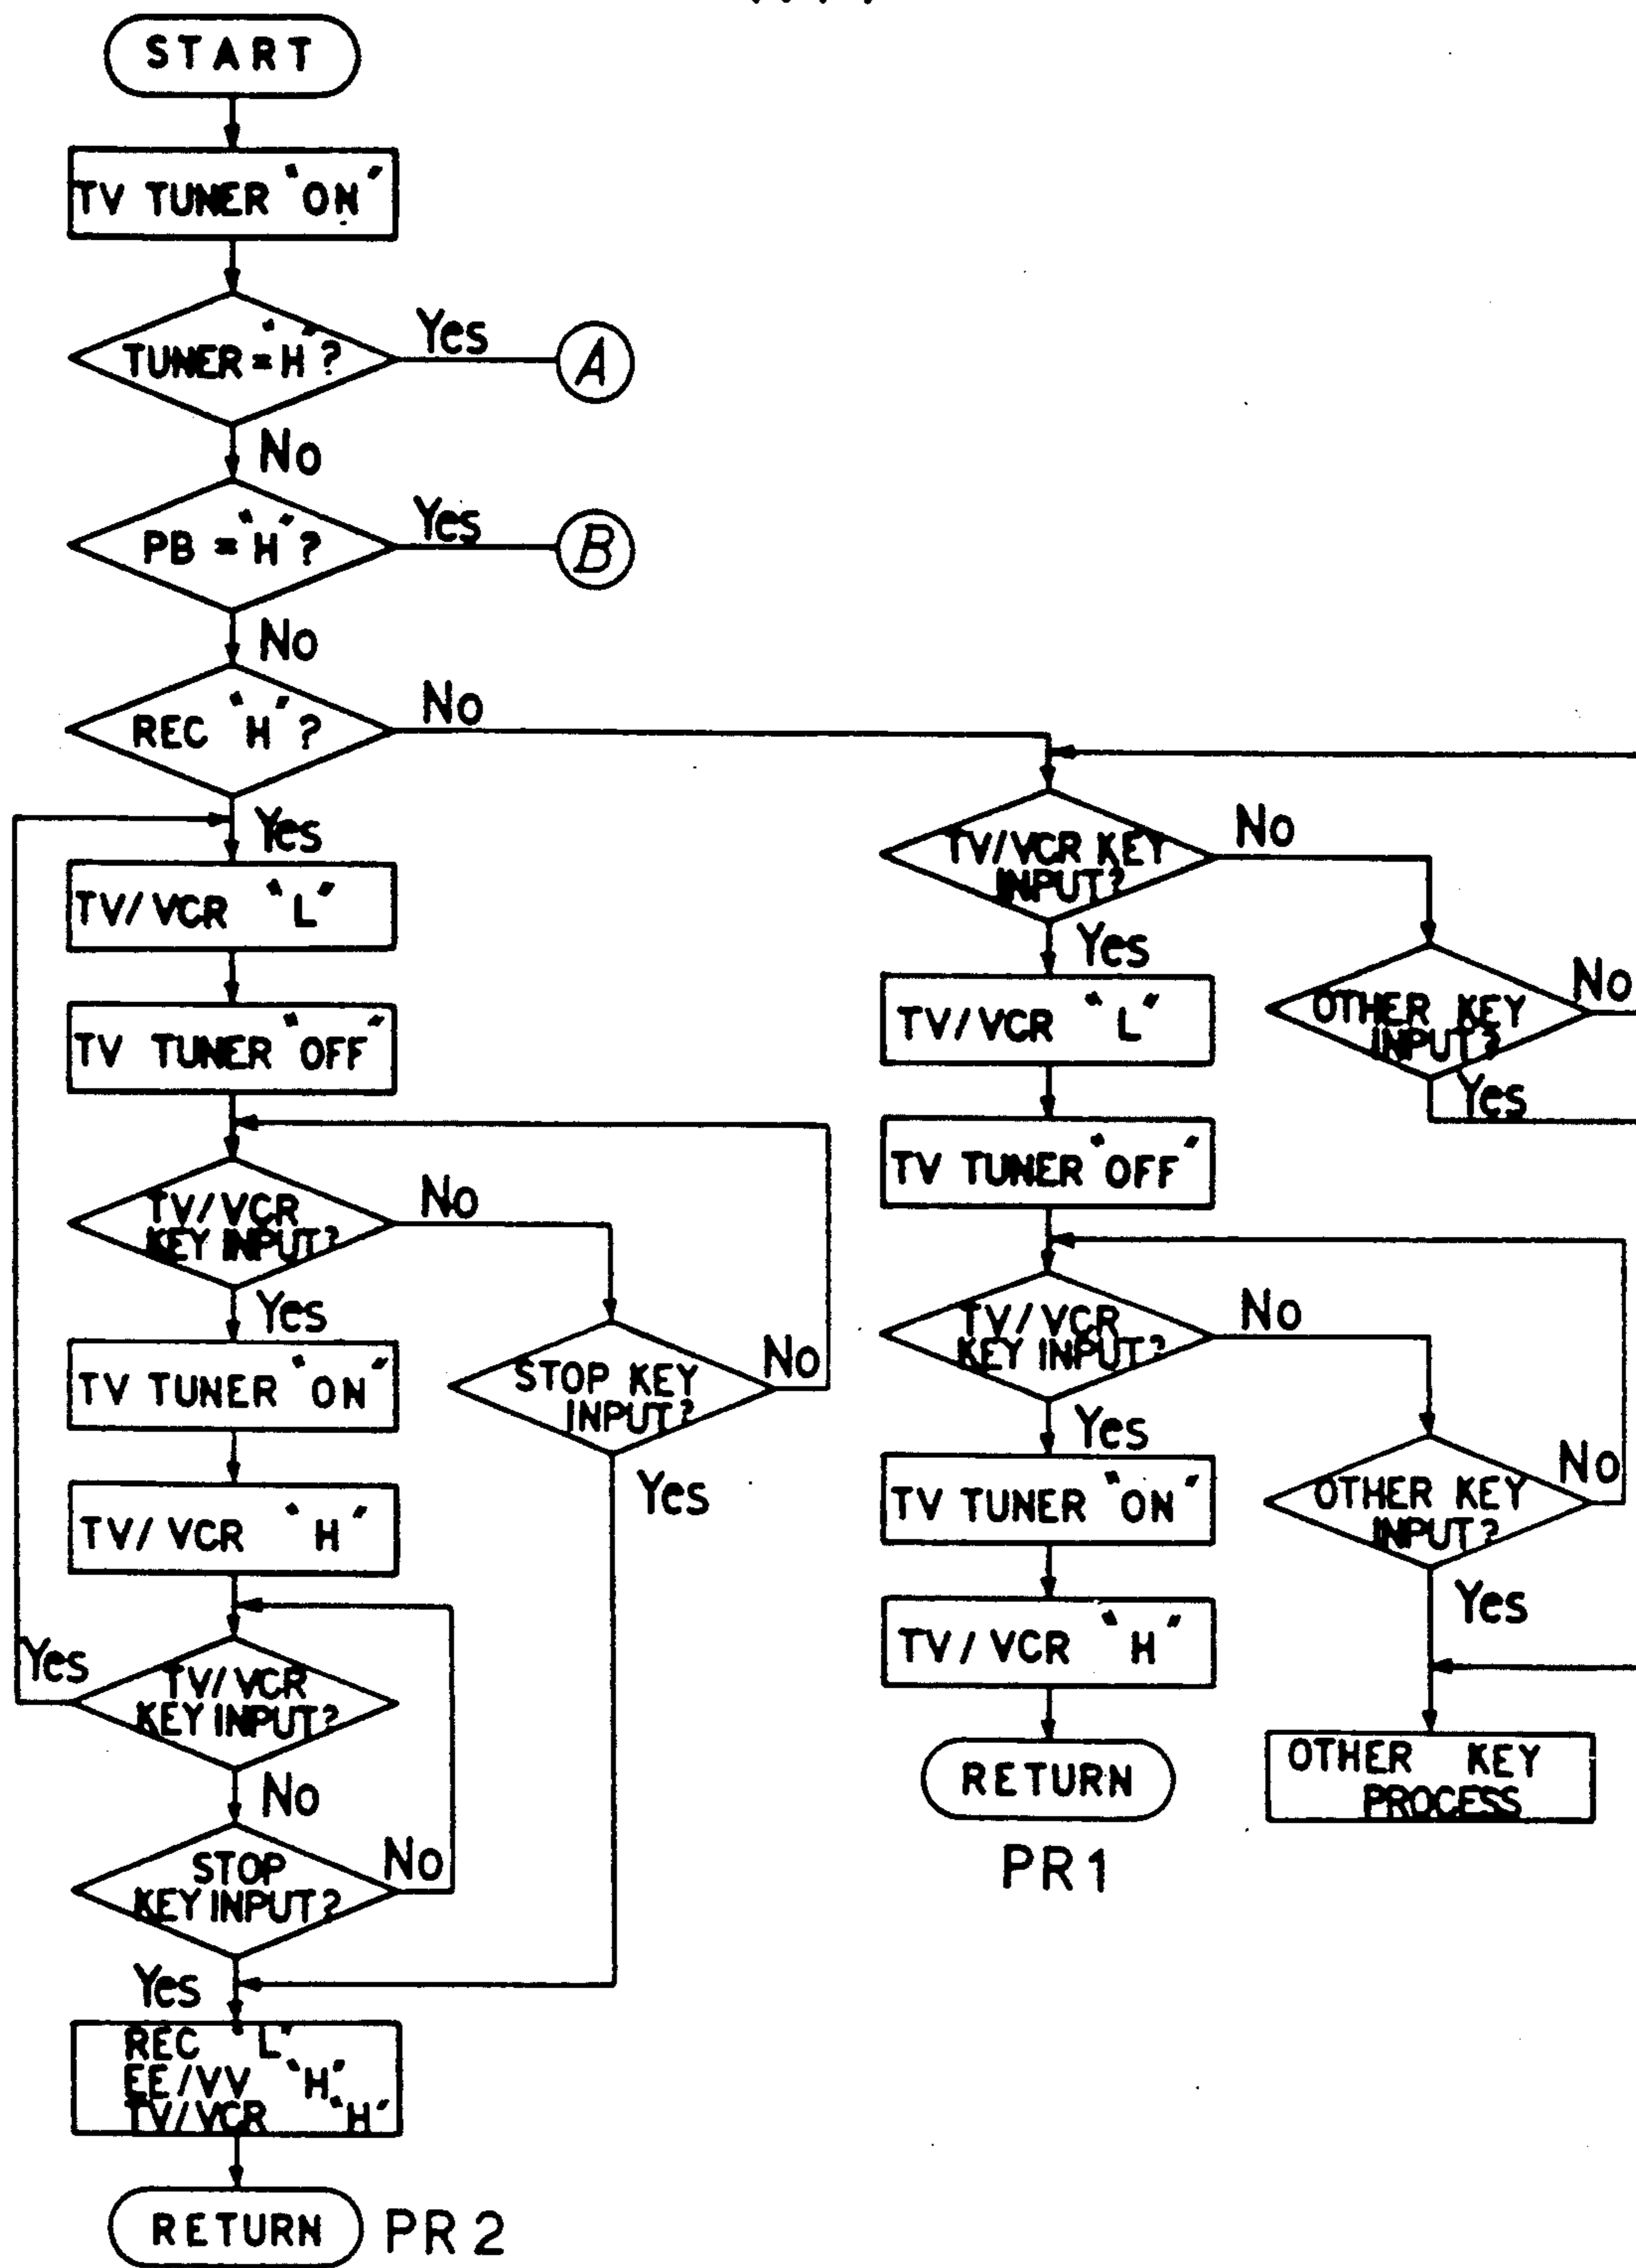 START
TV TUNER "ON"
TUNER = "H" ?
Yes
A
No
PB = "H" ?
Yes
B
No
REC "H" ?
No
Yes
TV/VCR "L"
TV TUNER "OFF"
TV/VCR
KEY INPUT?
No
Yes
STOP KEY
INPUT?
No
Yes
TV TUNER "ON"
TV/VCR "H"
TV/VCR
KEY INPUT?
Yes
No
STOP
KEY INPUT?
No
Yes
REC "L"
EE/VV "H"
TV/VCR "H"
RETURN
PR 2
TV/VCR KEY
INPUT?
No
Yes
OTHER KEY
INPUT?
No
Yes
TV/VCR "L"
TV TUNER "OFF"
TV/VCR
KEY INPUT?
No
Yes
OTHER KEY
INPUT?
No
Yes
TV TUNER "ON"
TV/VCR "H"
RETURN
PR 1
OTHER KEY
PROCESS